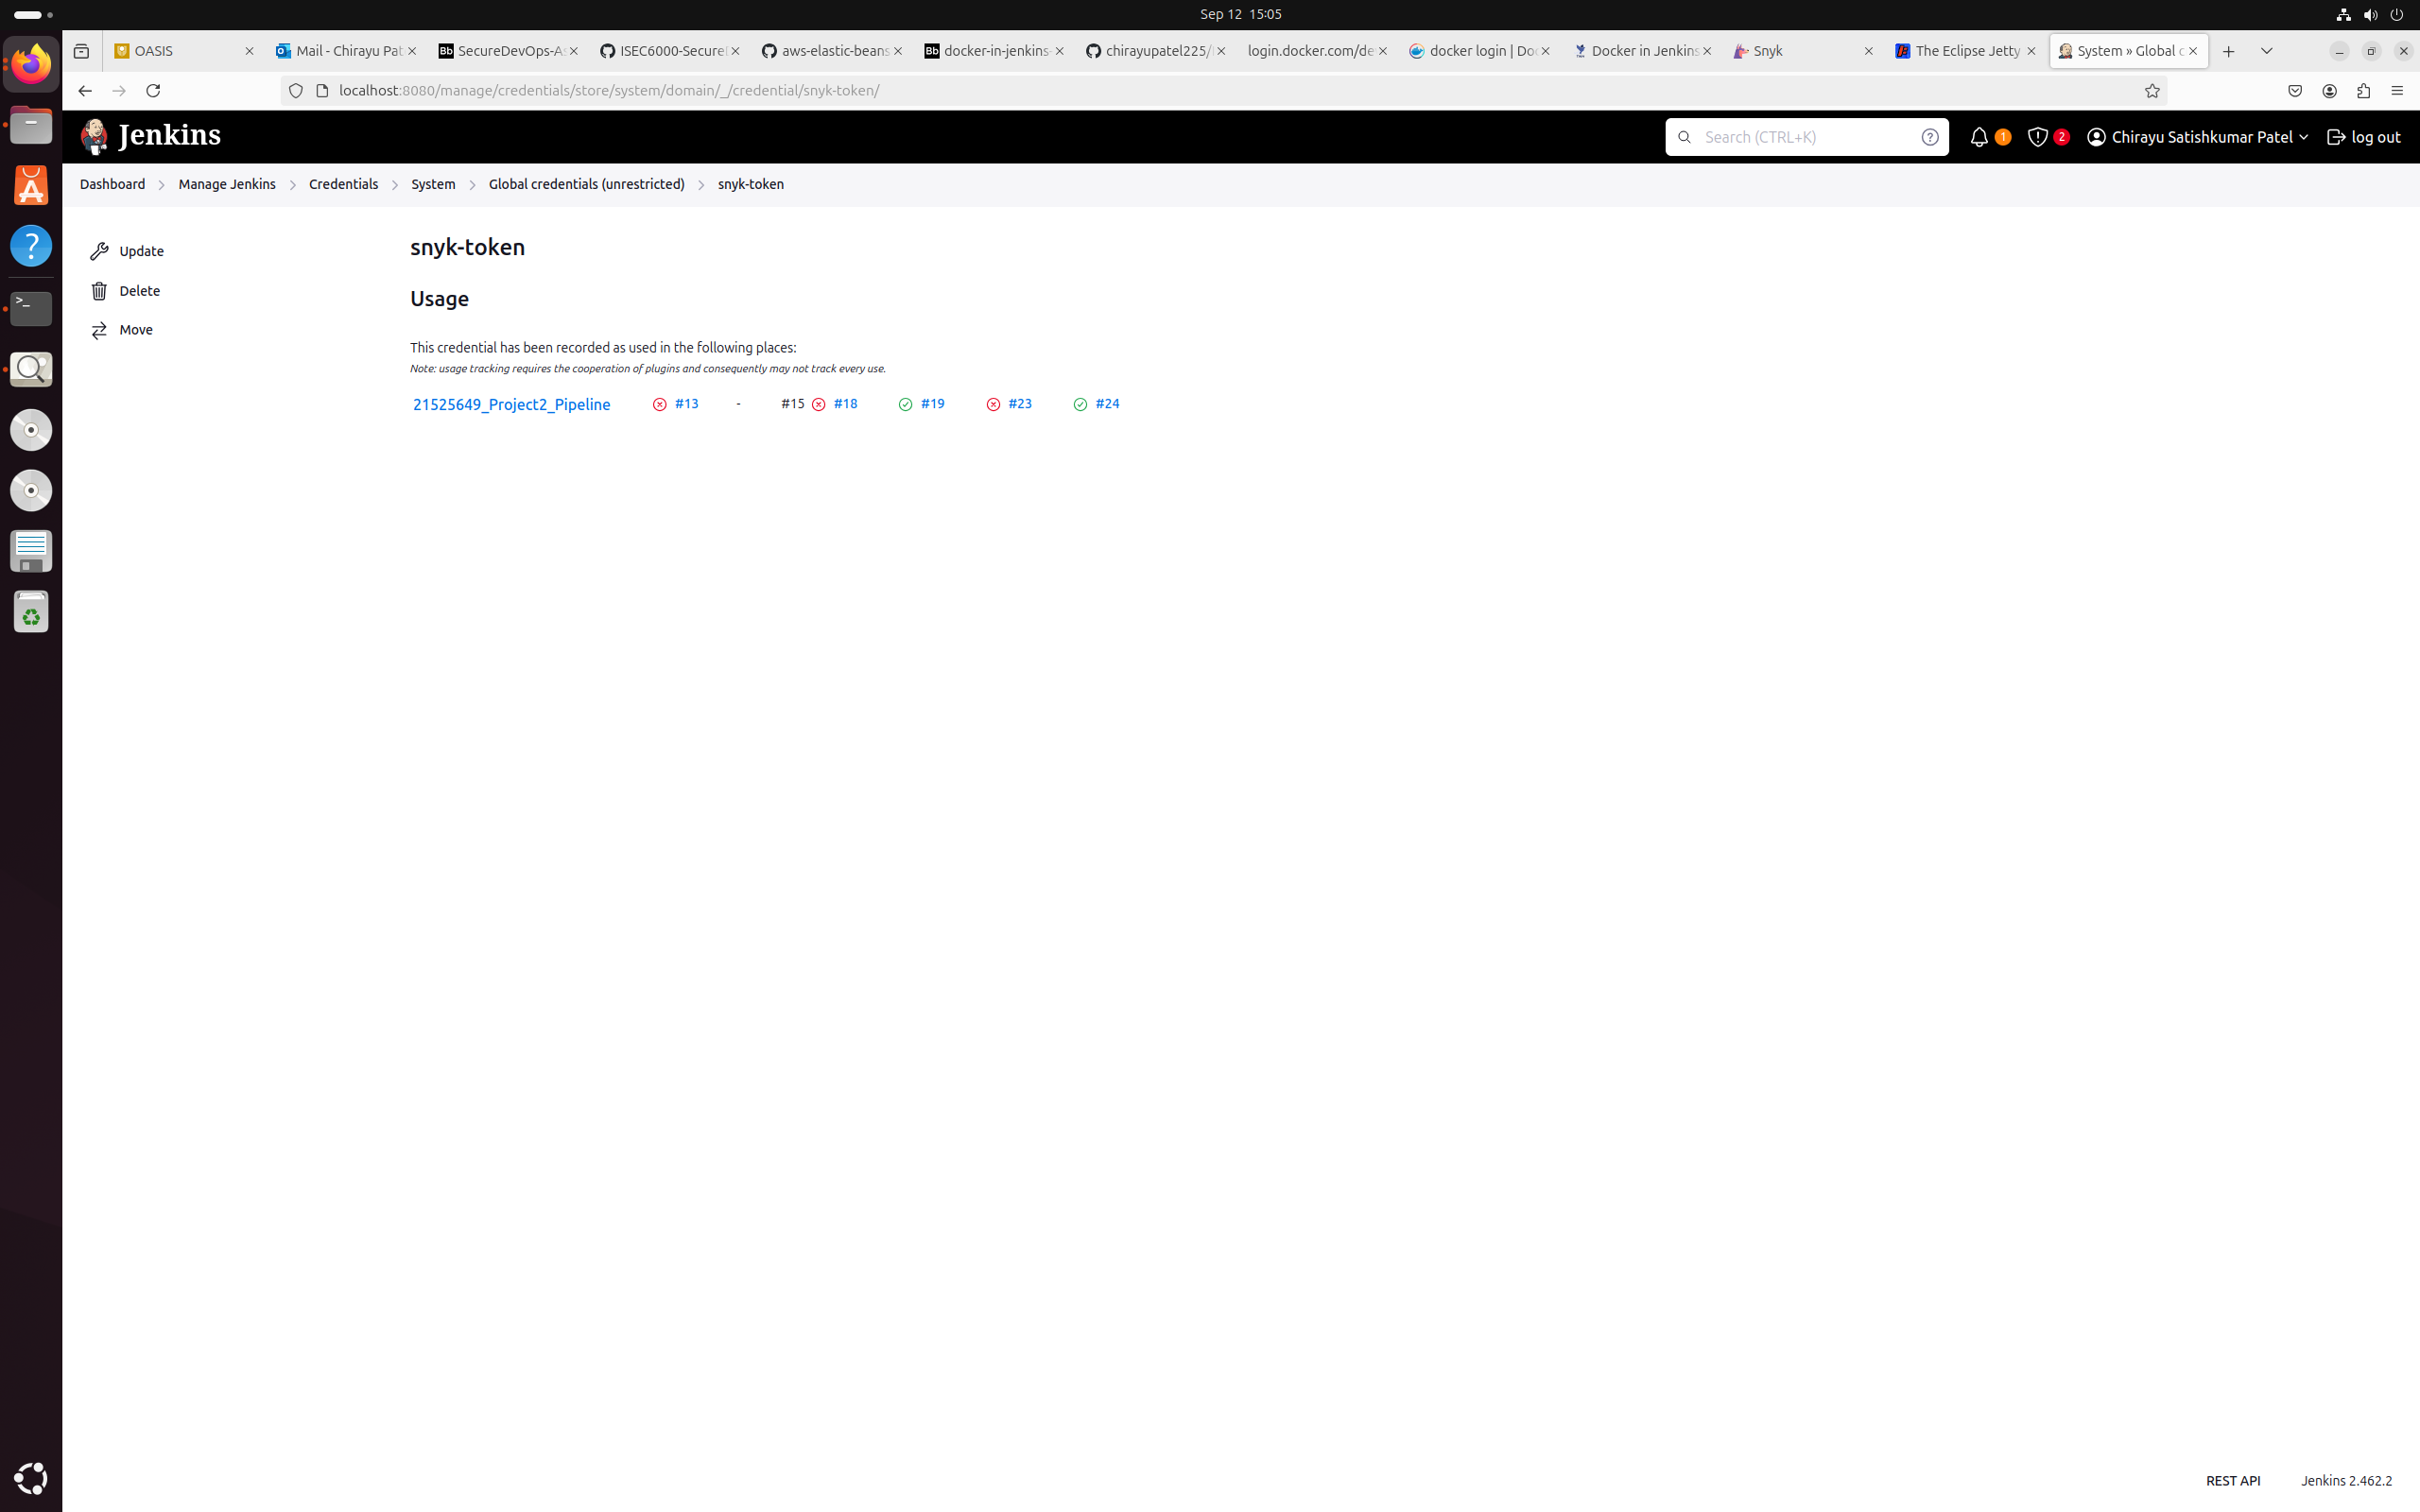 Sep 12 15:05
OASIS
Mail - Chirayu Pat
SecureDevOps-As
ISEC6000-Secure
aws-elastic-beans
docker-in-jenkins-
chirayupatel225/
login.docker.com/de
docker login | Doc
Docker in Jenkins
Snyk
The Eclipse Jetty
System » Global c
localhost:8080/manage/credentials/store/system/domain/_/credential/snyk-token/
Jenkins
Search (CTRL+K)
1
2
Chirayu Satishkumar Patel
log out
Dashboard
Manage Jenkins
Credentials
System
Global credentials (unrestricted)
snyk-token
Update
Delete
Move
snyk-token
Usage
This credential has been recorded as used in the following places:
Note: usage tracking requires the cooperation of plugins and consequently may not track every use.
21525649_Project2_Pipeline #13 - #15 #18 #19 #23 #24
REST API
Jenkins 2.462.2